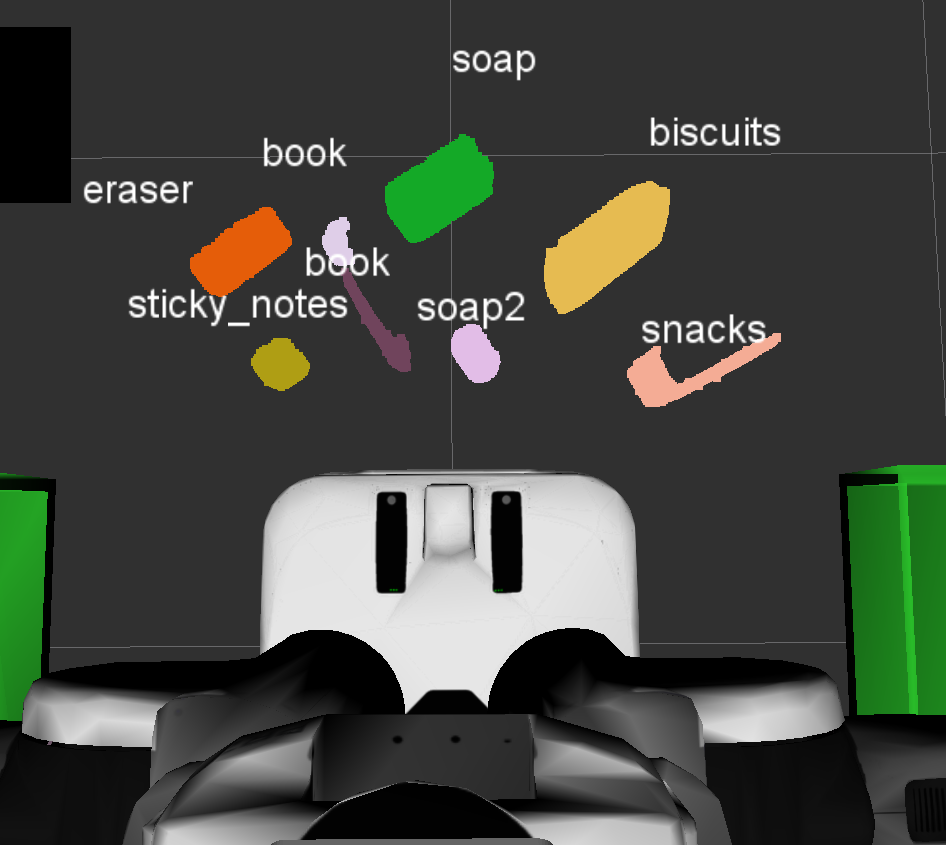 soap
biscuits
book
eraser
book
sticky_notes
soap2
snacks